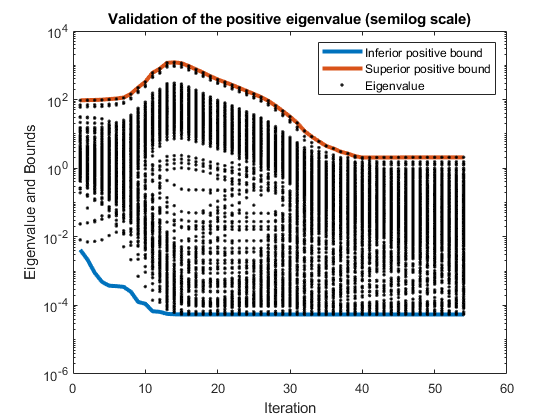 Validation of the positive eigenvalue (semilog scale)
10^4
Inferior positive bound
Superior positive bound
Eigenvalue
10^2
10^0
10^-2
10^-4
10^-6
Eigenvalue and Bounds
0 10 20 30 40 50 60
Iteration